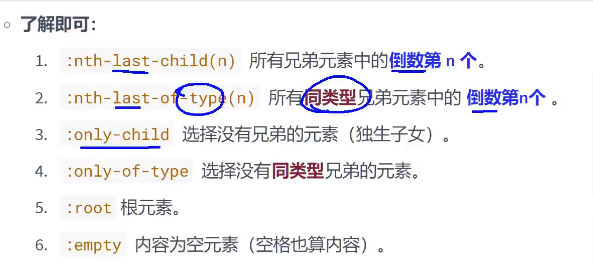 了解即可：
1. :nth-last-child(n) 所有兄弟元素中的倒数第 n 个。
2. :nth-last-of-type(n) 所有同类型兄弟元素中的 倒数第n个 。
3. :only-child 选择没有兄弟的元素（独生子女）。
4. :only-of-type 选择没有同类型兄弟的元素。
5. :root 根元素。
6. :empty 内容为空元素（空格也算内容）。